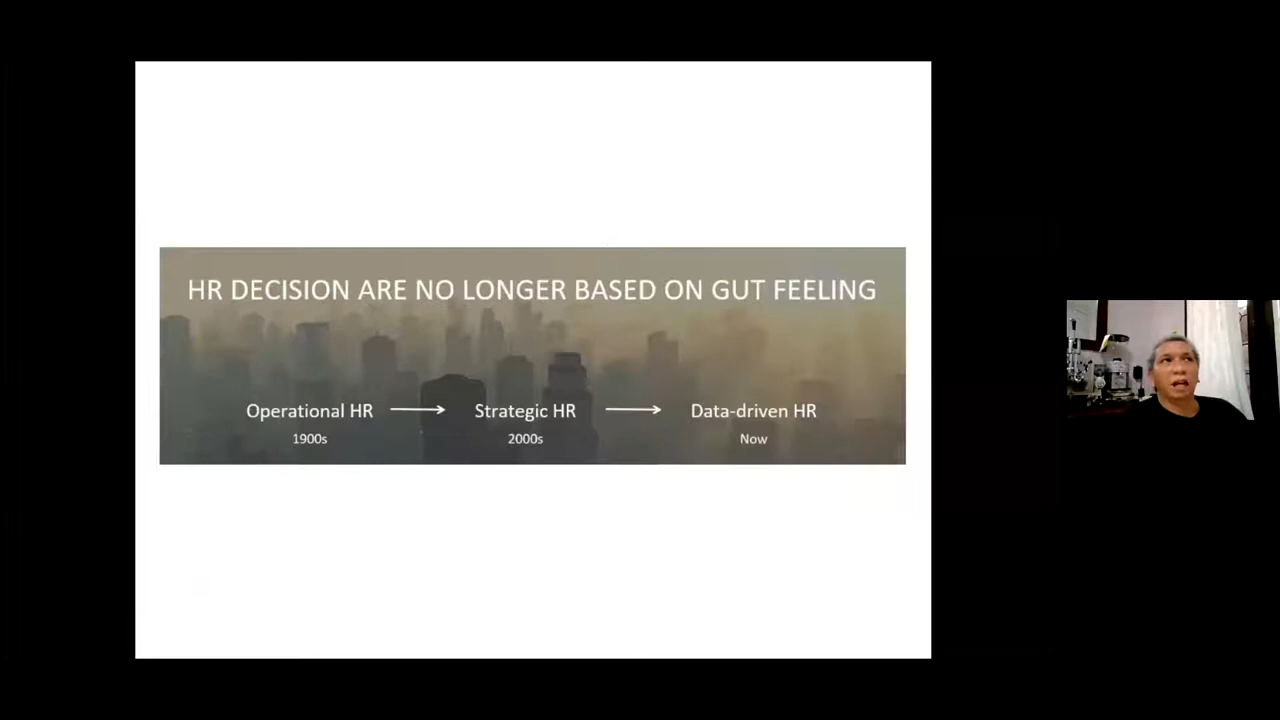 HR DECISION ARE NO LONGER BASED ON GUT FEELING
Operational HR → Strategic HR → Data-driven HR
1900s 2000s Now